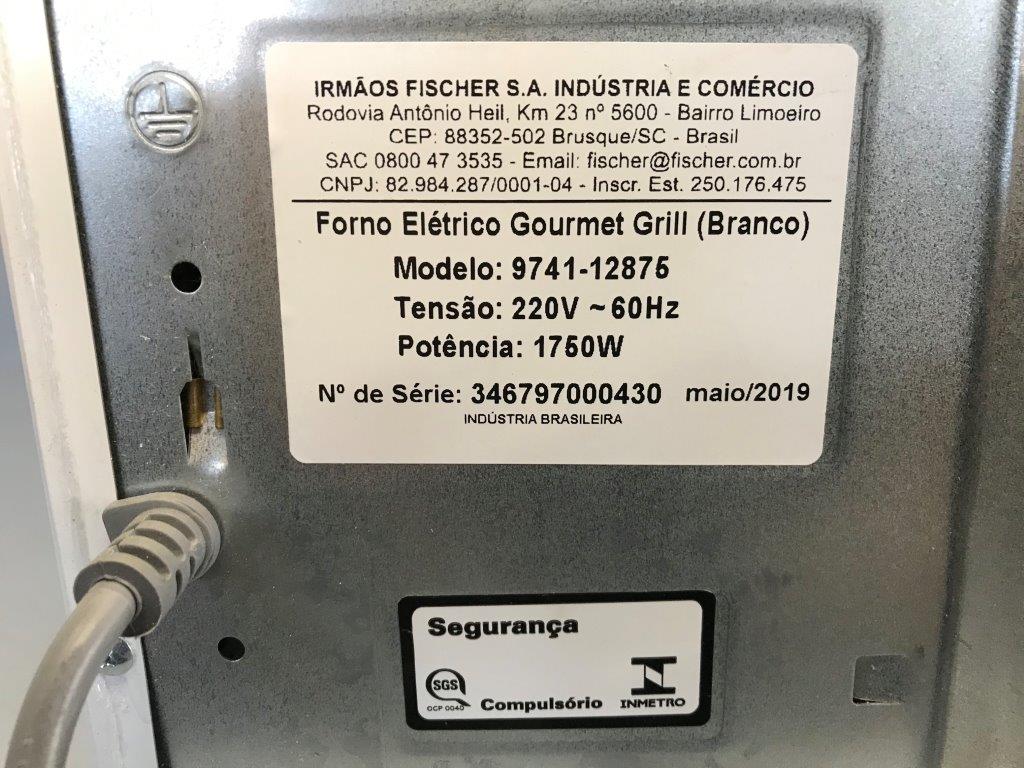 IRMÃOS FISCHER S.A. INDÚSTRIA E COMÉRCIO
Rodovia Antônio Heil, Km 23 nº 5600 - Bairro Limoeiro
CEP: 88352-502 Brusque/SC - Brasil
SAC 0800 47 3535 - Email: fischer@fischer.com.br
CNPJ: 82.984.287/0001-04 - Inscr. Est. 250.176.475
Forno Elétrico Gourmet Grill (Branco)
Modelo: 9741-12875
Tensão: 220V ~ 60Hz
Potência: 1750W
Nº de Série: 346797000430 maio/2019
INDÚSTRIA BRASILEIRA
Segurança
SGS
OCP 0040
Compulsório
INMETRO